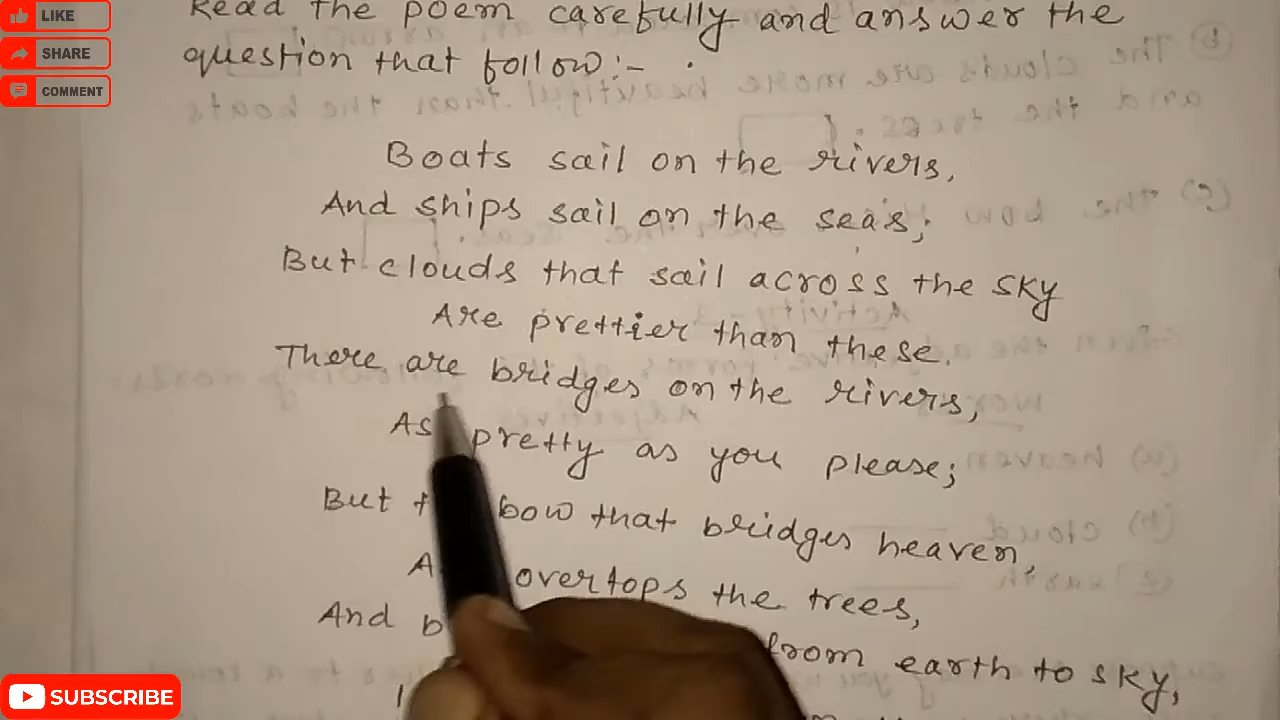 LIKE
SHARE
COMMENT
Read the poem carefully and answer the
question that follow:-
Boats sail on the rivers,
And ships sail on the seas;
But clouds that sail across the sky
Are prettier than these.
There are bridges on the rivers,
As pretty as you please;
But bow that bridges heaven,
overtops the trees,
And
from earth to sky,
SUBSCRIBE